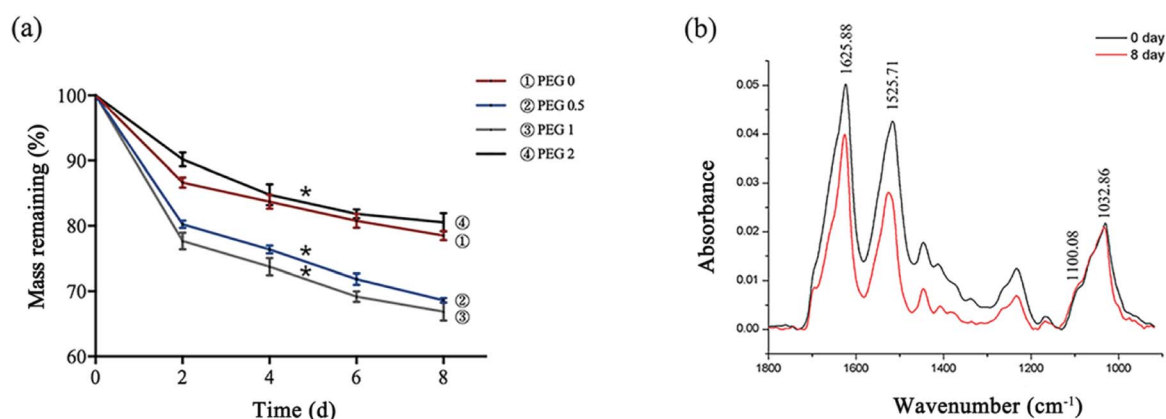 (a)
① PEG 0
② PEG 0.5
③ PEG 1
④ PEG 2
Mass remaining (%)
100
90
80
70
60
*
*
*
④
①
②
③
0 2 4 6 8
Time (d)
(b)
0 day
8 day
1625.88
1525.71
1100.08
1032.86
Absorbance
0.05
0.04
0.03
0.02
0.01
0.00
1800 1600 1400 1200 1000
Wavenumber (cm⁻¹)